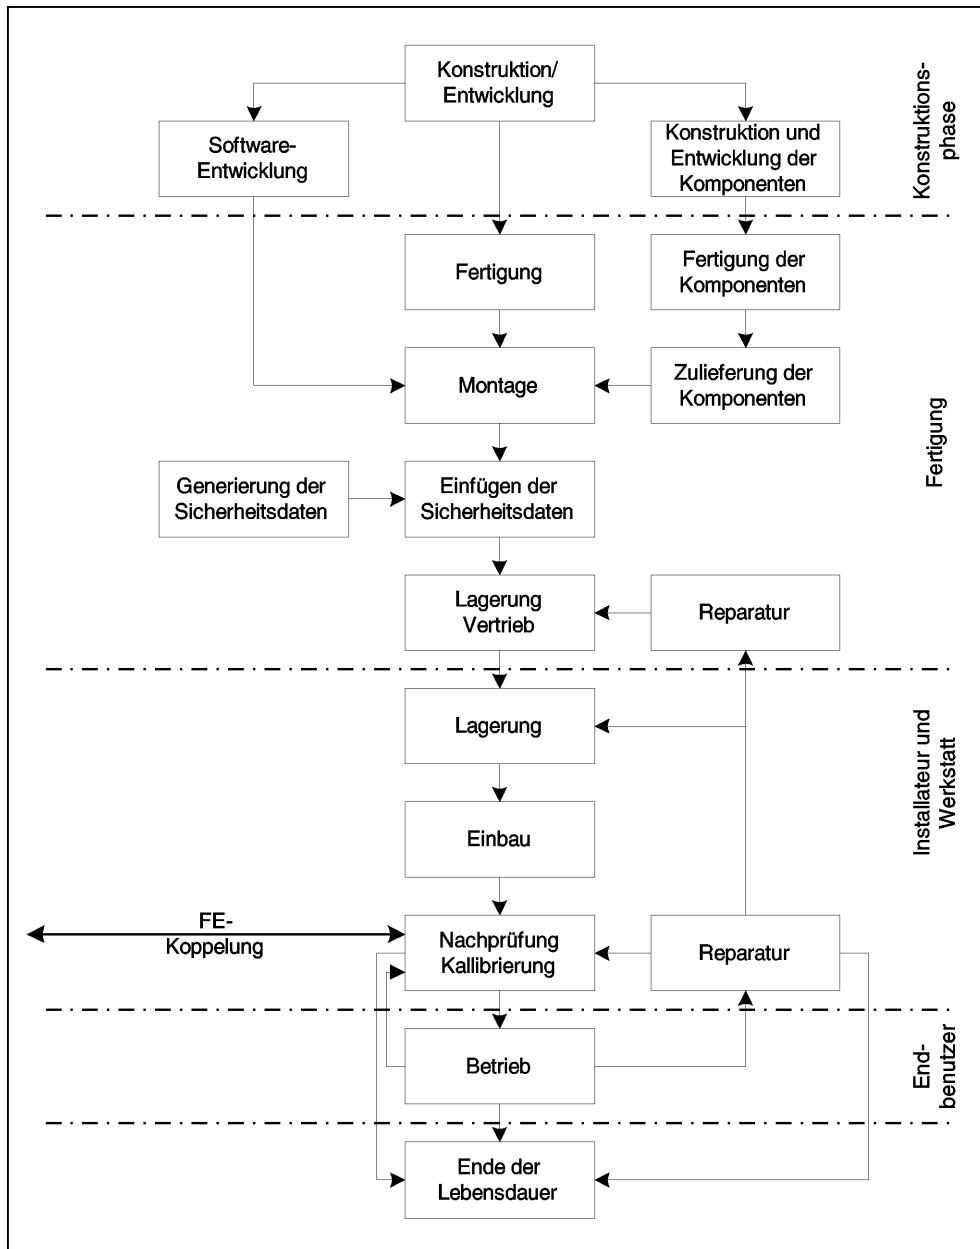 Konstruktion/
Entwicklung
Software-
Entwicklung
Konstruktion und
Entwicklung der
Komponenten
Konstruktions-
phase
Fertigung
Fertigung der
Komponenten
Montage
Zulieferung der
Komponenten
Fertigung
Generierung der
Sicherheitsdaten
Einfügen der
Sicherheitsdaten
Lagerung
Vertrieb
Reparatur
Lagerung
Installateur und
Werkstatt
Einbau
FE-
Koppelung
Nachprüfung
Kallibrierung
Reparatur
Betrieb
End-
benutzer
Ende der
Lebensdauer